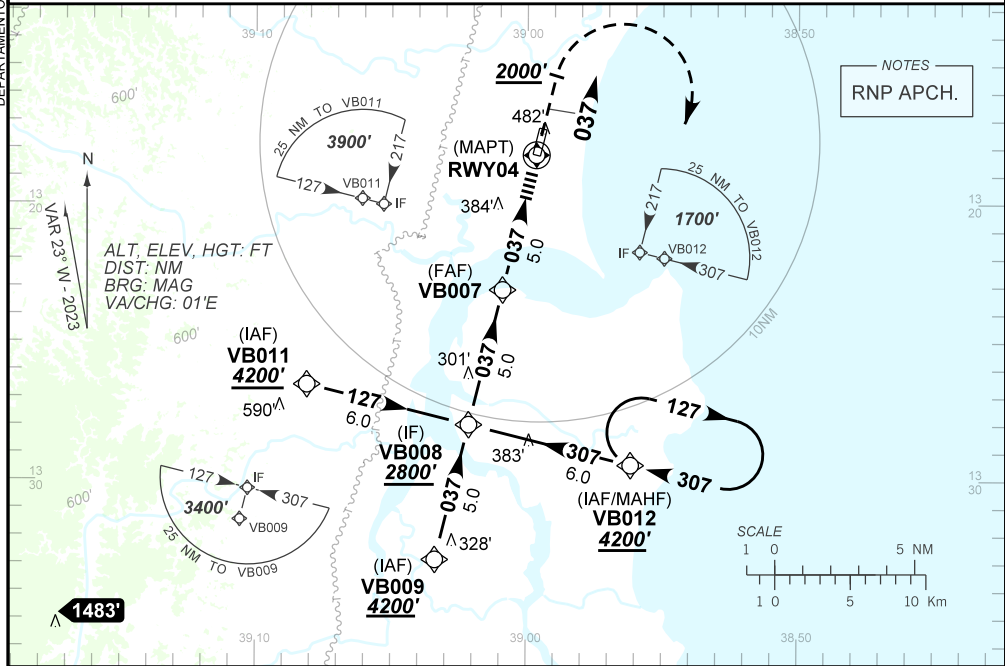 DEPARTAMENTO
39 10
39 00
38 50
NOTES
RNP APCH.
600'
2000'
482'
037
25 NM TO VB011
3900'
217
127
VB011
IF
(MAPT)
RWY04
384'
037
5.0
25 NM TO VB012
217
1700'
IF
VB012
307
13
20
13
20
N
VAR 23° W - 2023
ALT, ELEV, HGT: FT
DIST: NM
BRG: MAG
VA/CHG: 01'E
(FAF)
VB007
10NM
600'
(IAF)
VB011
4200'
590'
127
6.0
301'
037
5.0
(IF)
VB008
2800'
383'
307
6.0
127
307
(IAF/MAHF)
VB012
4200'
13
30
13
30
600'
127
IF
307
3400'
VB009
25 NM TO VB009
037
5.0
328'
(IAF)
VB009
4200'
SCALE
1 0 5 NM
1 0 5 10 Km
1483'
39 10
39 00
38 50